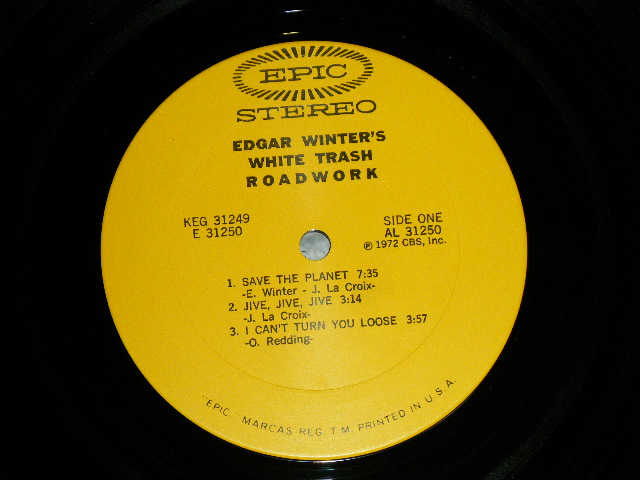 EPIC
STEREO
EDGAR WINTER'S
WHITE TRASH
ROADWORK
KEG 31249
E 31250
SIDE ONE
AL 31250
℗ 1972 CBS, Inc.
1. SAVE THE PLANET 7:35
-E. Winter - J. La Croix-
2. JIVE, JIVE, JIVE 3:14
-J. La Croix-
3. I CAN'T TURN YOU LOOSE 3:57
-O. Redding-
"EPIC," MARCAS REG. T.M. PRINTED IN U.S.A.